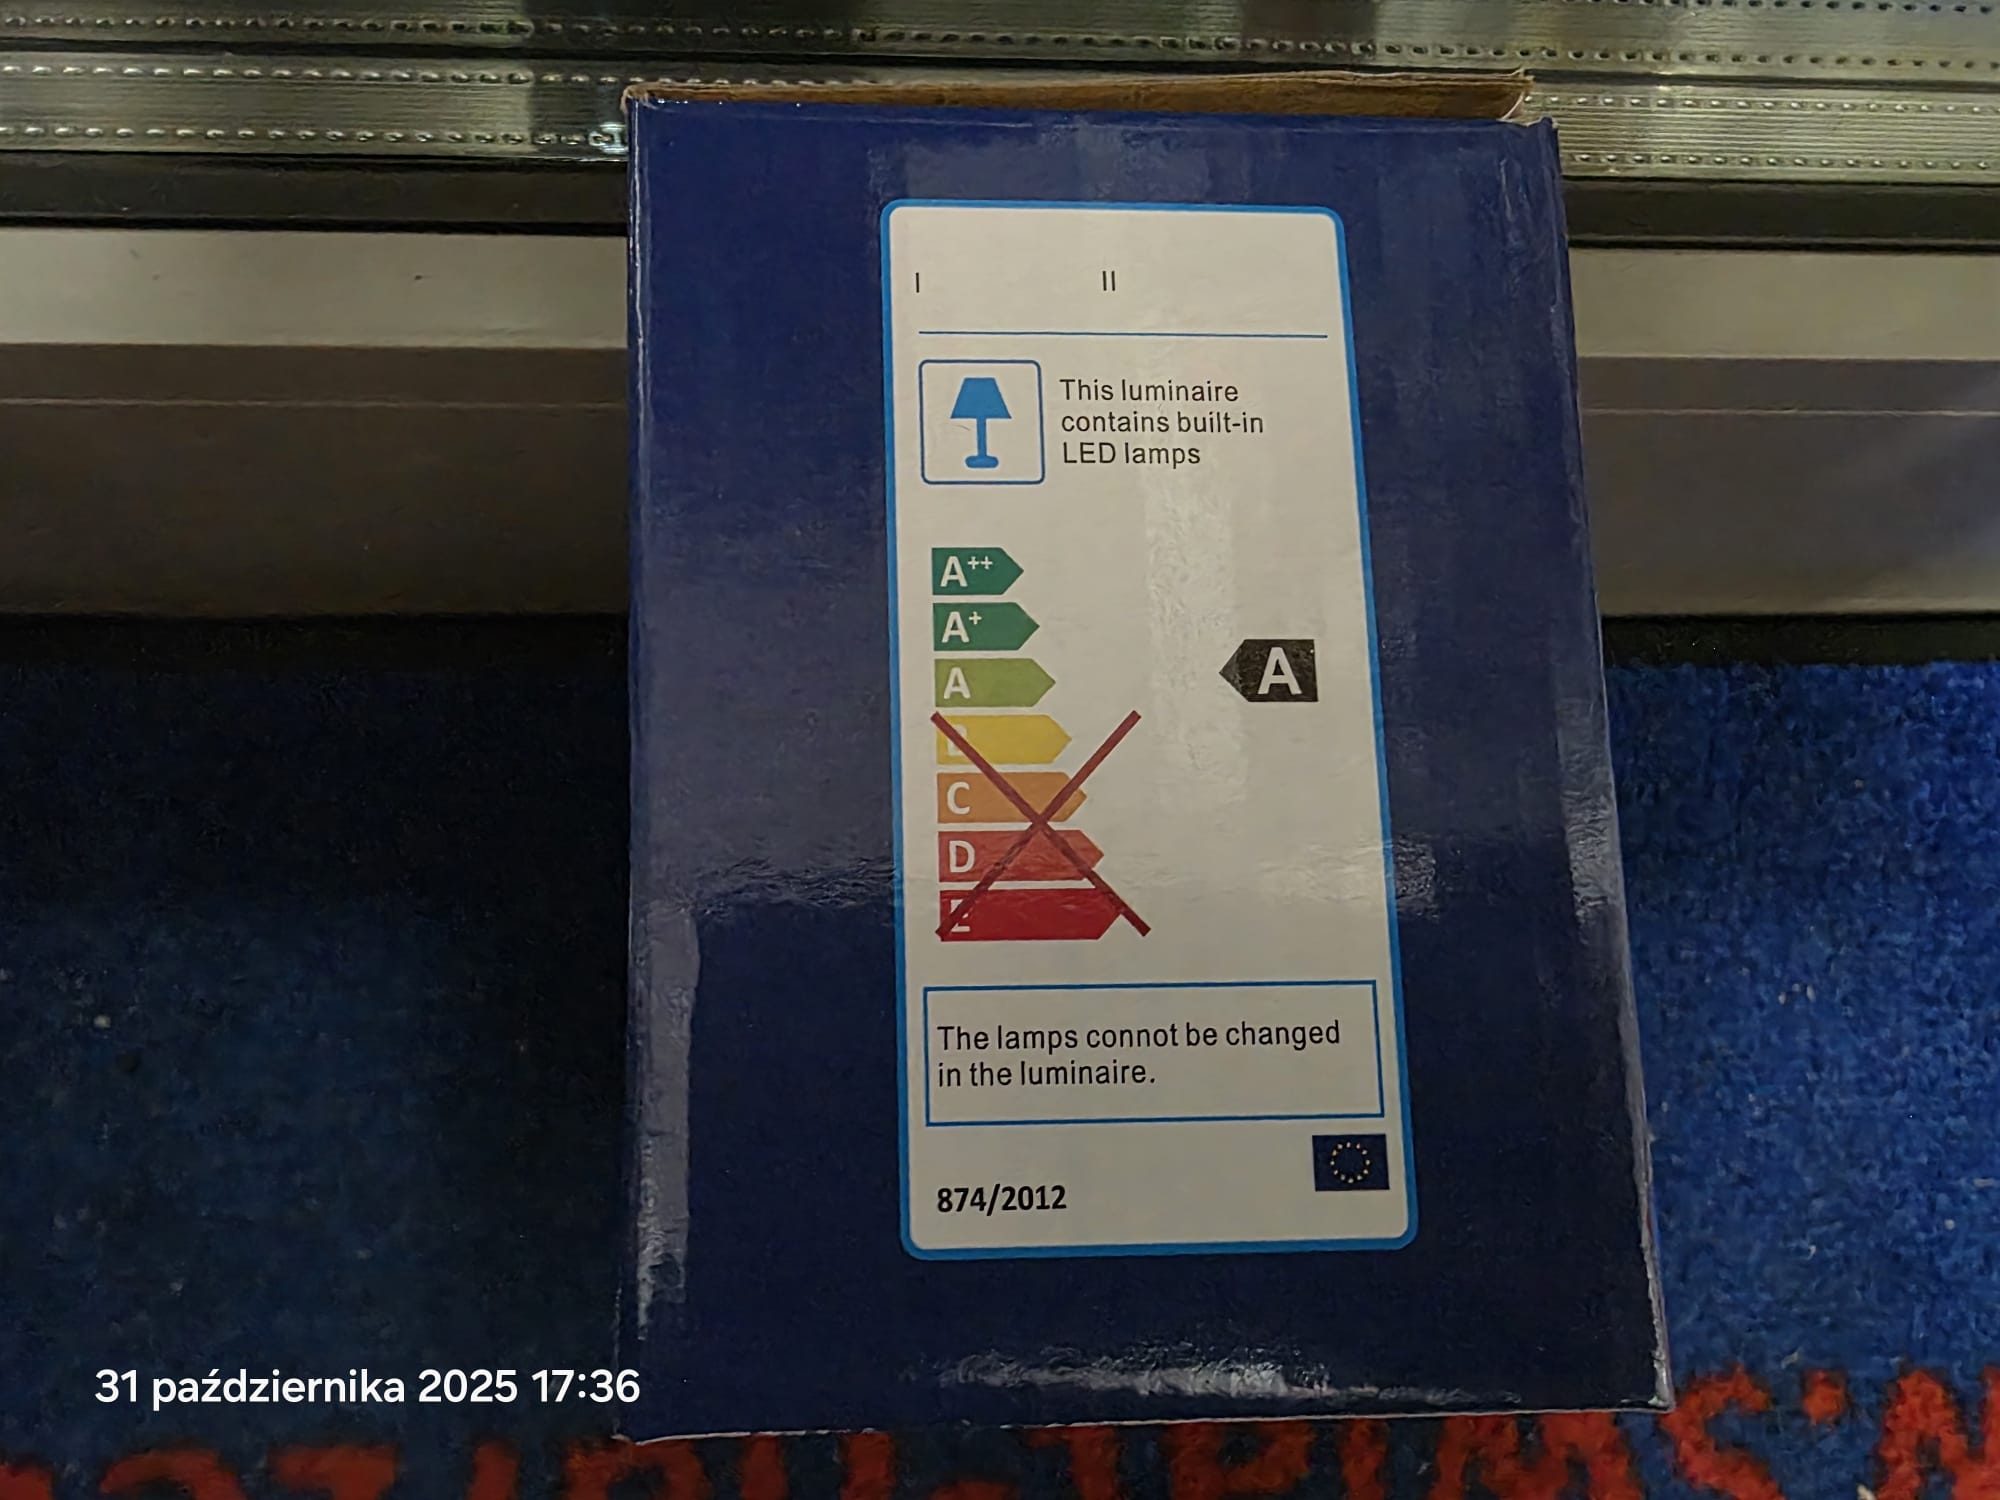 I II
This luminaire
contains built-in
LED lamps
A++
A+
A
A
C
D
E
The lamps connot be changed
in the luminaire.
874/2012
31 października 2025 17:36